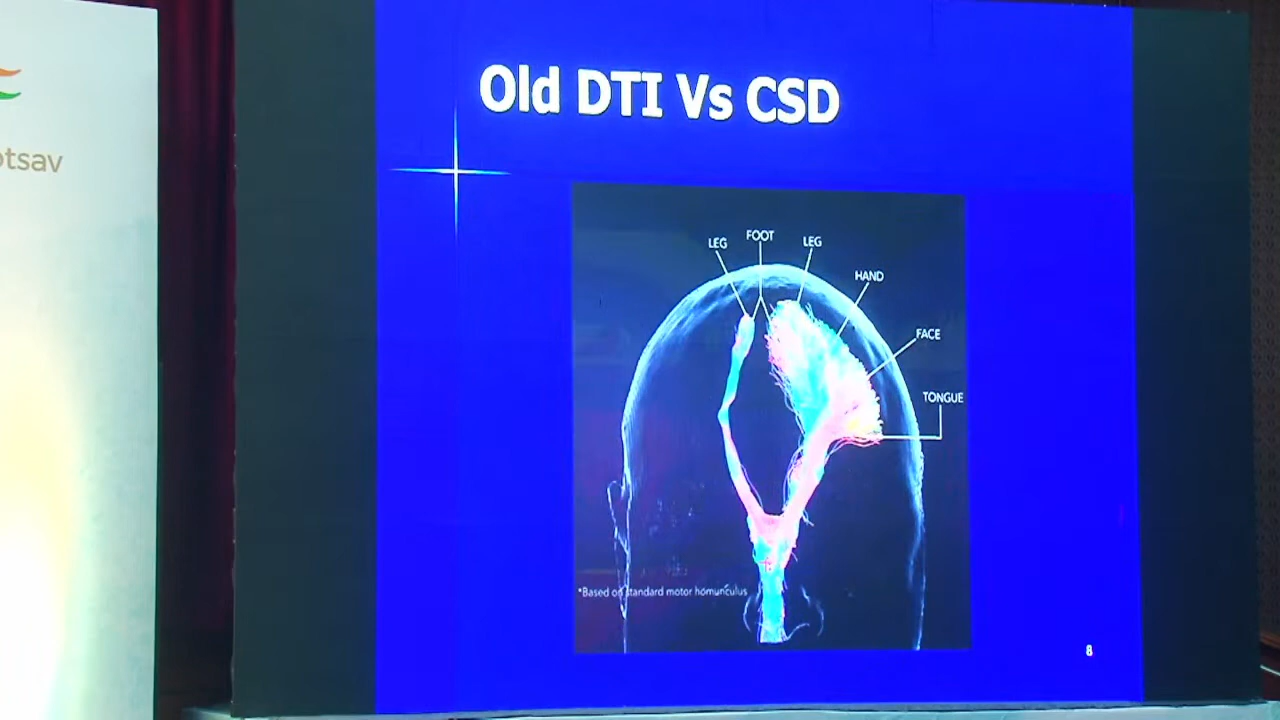 otsav
Old DTI Vs CSD
LEG
FOOT
LEG
HAND
FACE
TONGUE
*Based on standard motor homunculus
8